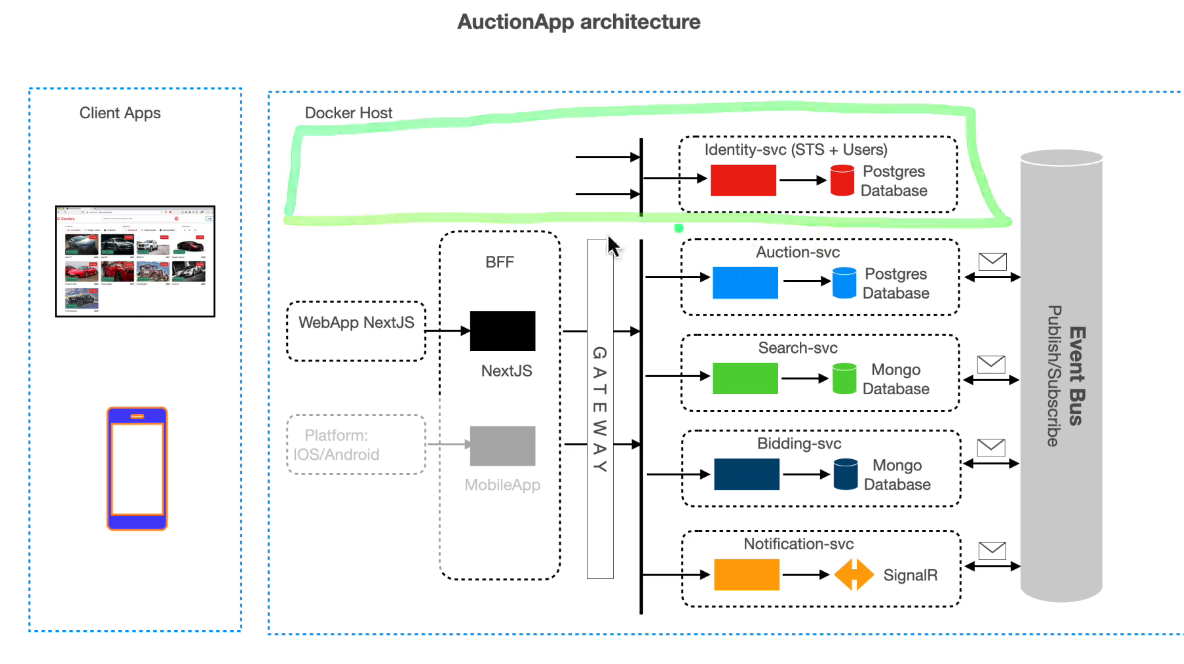 AuctionApp architecture
Client Apps
Docker Host
Identity-svc (STS + Users)
Postgres
Database
BFF
WebApp NextJS
NextJS
Platform:
IOS/Android
MobileApp
GATEWAY
Auction-svc
Postgres
Database
Search-svc
Mongo
Database
Bidding-svc
Mongo
Database
Notification-svc
SignalR
Event Bus
Publish/Subscribe